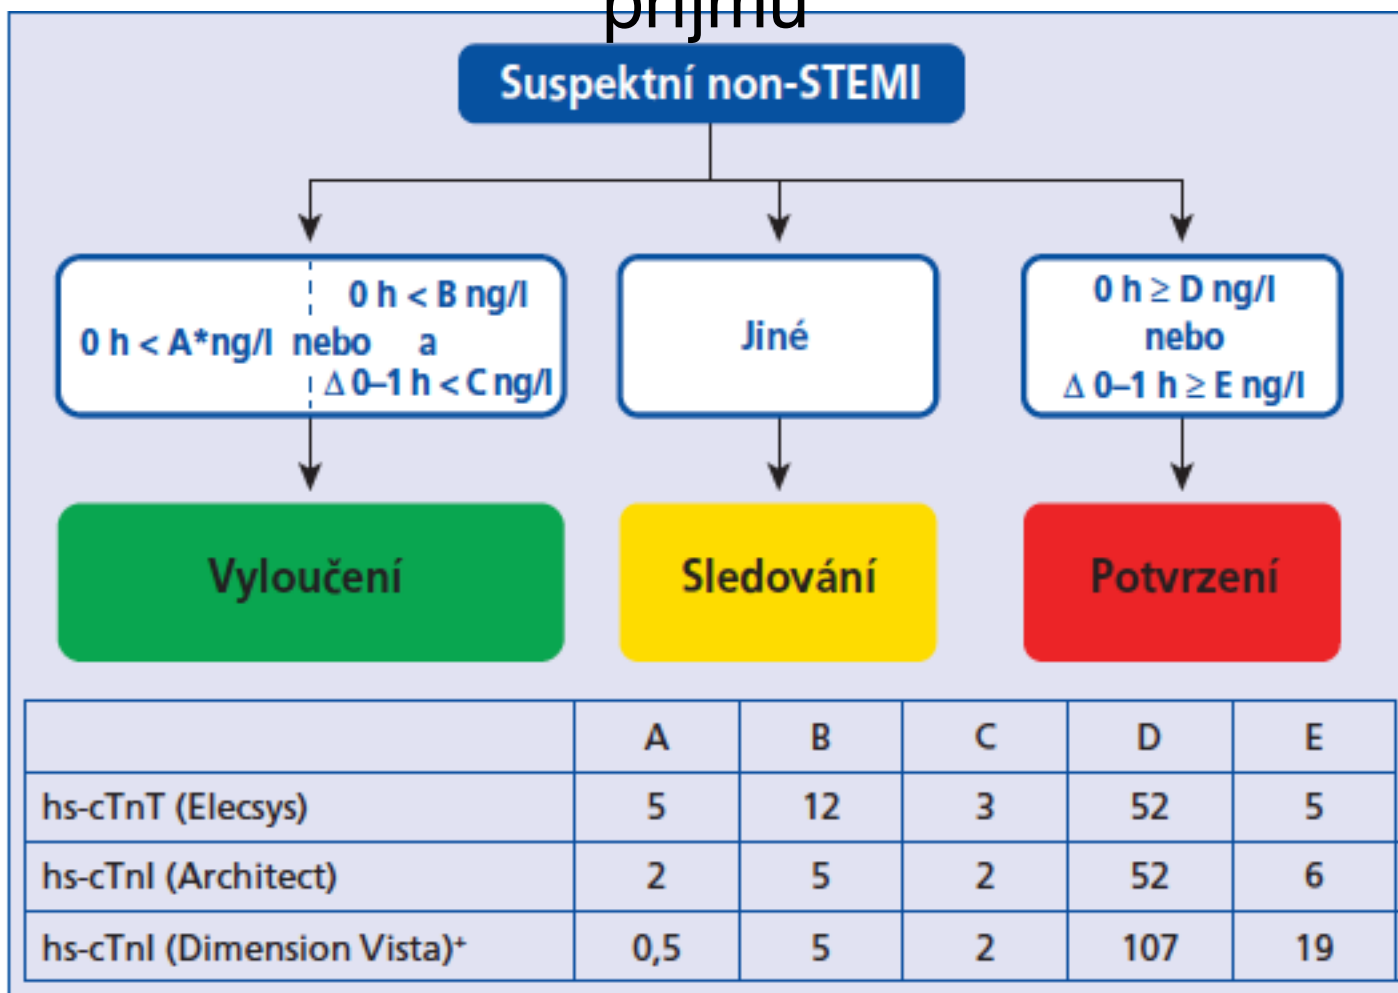 příjmu
Suspektní non-STEMI
0 h < A*ng/l nebo 0 h < B ng/l a Δ 0–1 h < C ng/l
Jiné
0 h ≥ D ng/l
nebo
Δ 0–1 h ≥ E ng/l
Vyloučení
Sledování
Potvrzení
A B C D E
hs-cTnT (Elecsys) 5 12 3 52 5
hs-cTnI (Architect) 2 5 2 52 6
hs-cTnI (Dimension Vista)⁺ 0,5 5 2 107 19